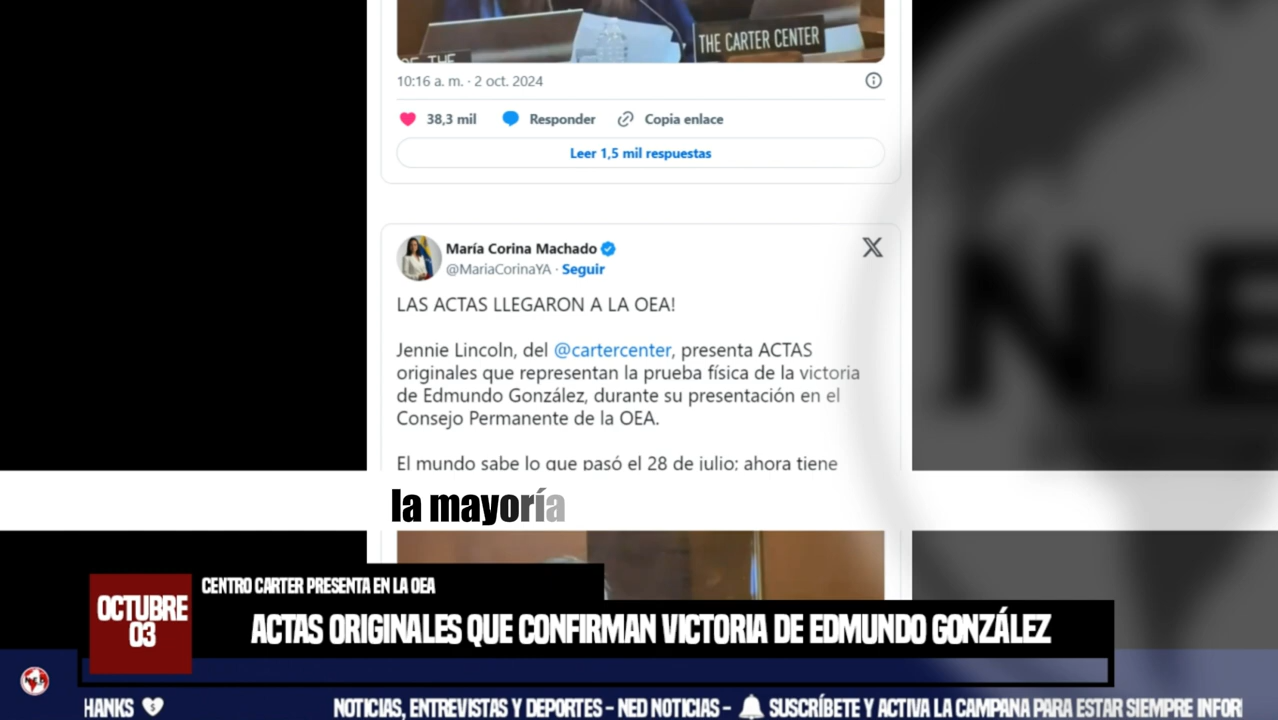 THE CARTER CENTER
OF THE
10:16 a. m. · 2 oct. 2024
38,3 mil
Responder
Copia enlace
Leer 1,5 mil respuestas
María Corina Machado
@MariaCorinaYA · Seguir
LAS ACTAS LLEGARON A LA OEA!
Jennie Lincoln, del @cartercenter, presenta ACTAS
originales que representan la prueba física de la victoria
de Edmundo González, durante su presentación en el
Consejo Permanente de la OEA.
El mundo sabe lo que pasó el 28 de julio; ahora tiene
N E
la mayoría
CENTRO CARTER PRESENTA EN LA OEA
OCTUBRE
03
ACTAS ORIGINALES QUE CONFIRMAN VICTORIA DE EDMUNDO GONZÁLEZ
HANKS
NOTICIAS, ENTREVISTAS Y DEPORTES - NED NOTICIAS -
SUSCRÍBETE Y ACTIVA LA CAMPANA PARA ESTAR SIEMPRE INFOR